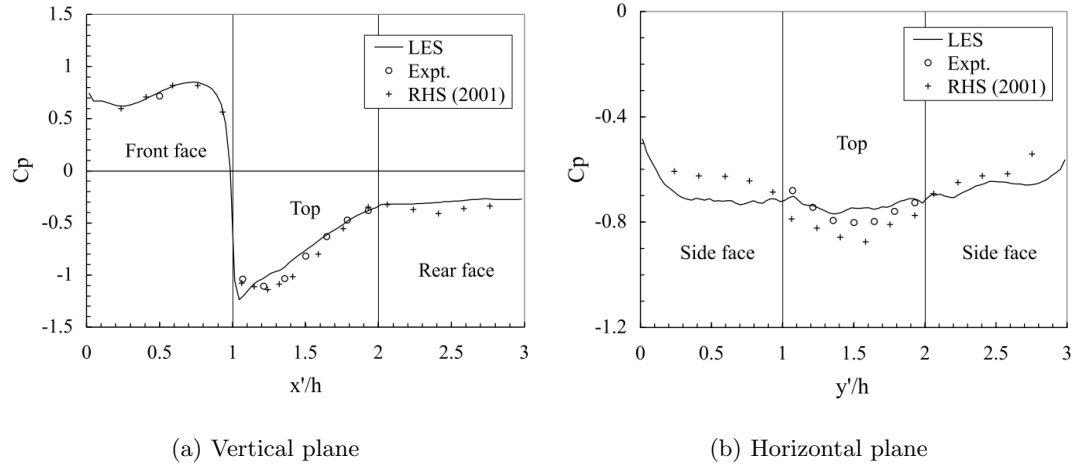 1.5
1
0.5
0
-0.5
-1
-1.5
Cp
LES
Expt.
RHS (2001)
Front face
Top
Rear face
0
0.5
1
1.5
2
2.5
3
x'/h
(a) Vertical plane
0
-0.4
-0.8
-1.2
Cp
LES
Expt.
RHS (2001)
Top
Side face
Side face
0
0.5
1
1.5
2
2.5
3
y'/h
(b) Horizontal plane